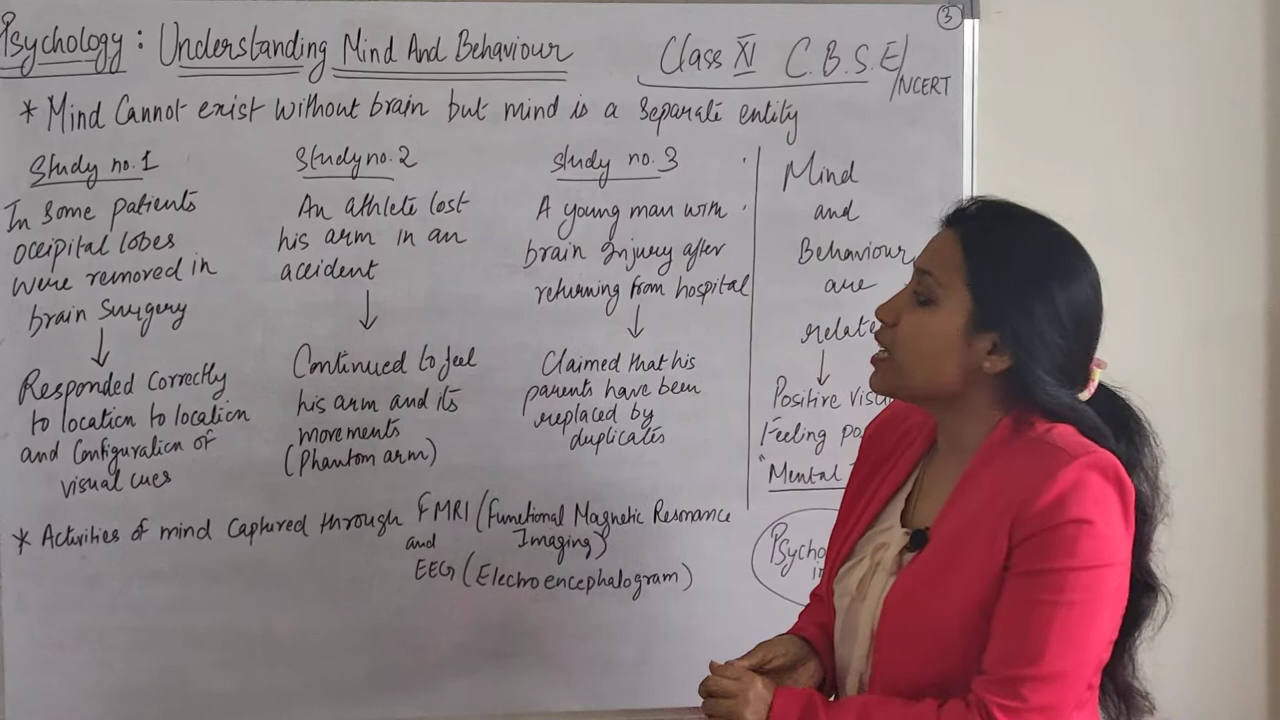 3
Psychology: Understanding Mind And Behaviour
Class XI C.B.S.E/NCERT
* Mind Cannot exist without brain but mind is a separate entity
Study no. 1
In some patients
occipital lobes
were removed in
brain surgery
Responded Correctly
to location to location
and Configuration of
visual cues
Study no. 2
An athlete lost
his arm in an
accident
Continued to feel
his arm and its
movements
(Phantom arm)
study no. 3
A young man with
brain Injury after
returning from hospital
Claimed that his
parents have been
replaced by
duplicates
Mind
and
Behaviour
are
Positive
Feeling
"Mental
* Activities of mind Captured through FMRI (Functional Magnetic Resonance
Imaging)
and
EEG (Electroencephalogram)